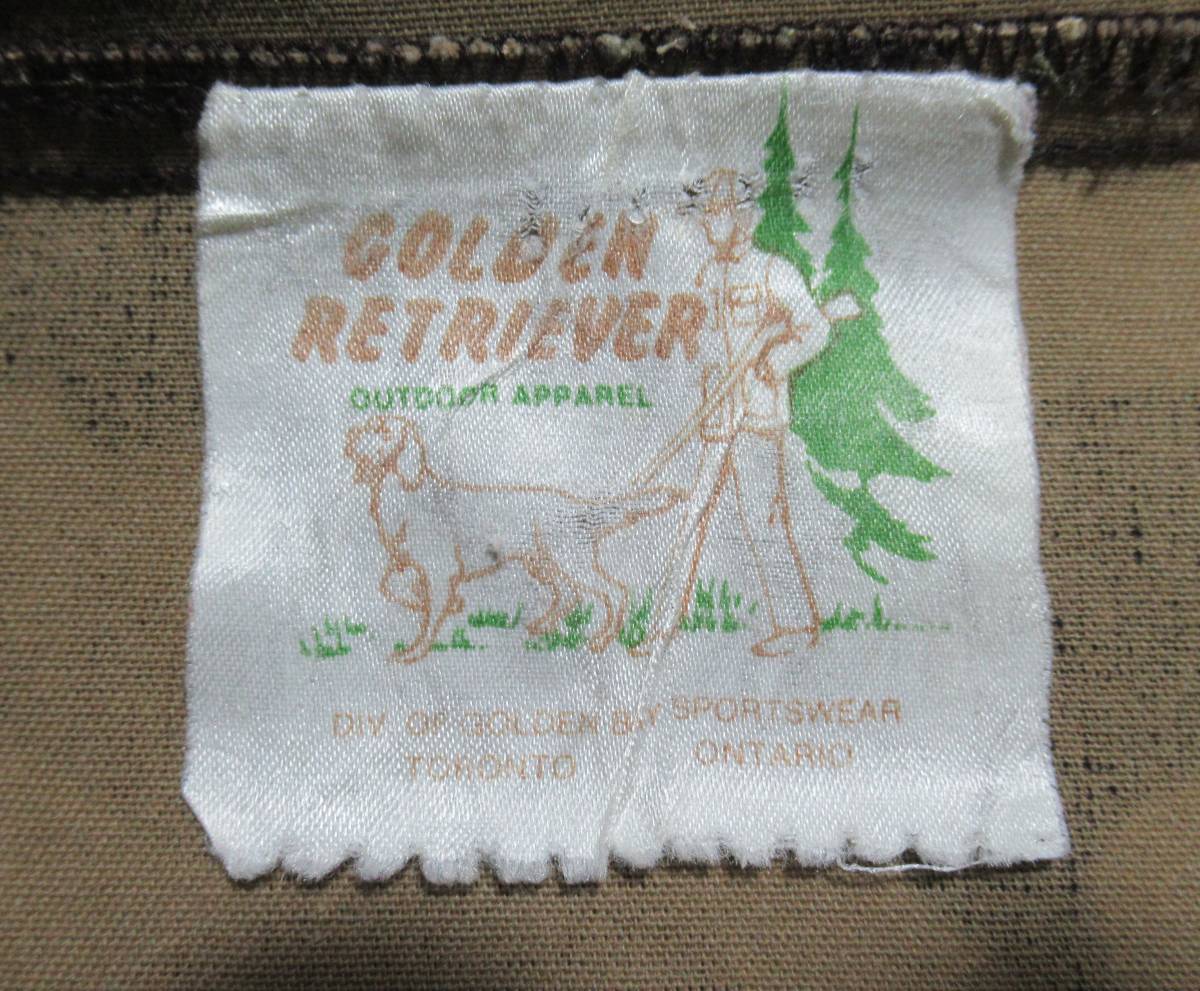 GOLDEN
RETRIEVER
OUTDOOR APPAREL
DIV OF GOLDEN BAY SPORTSWEAR
TORONTO ONTARIO